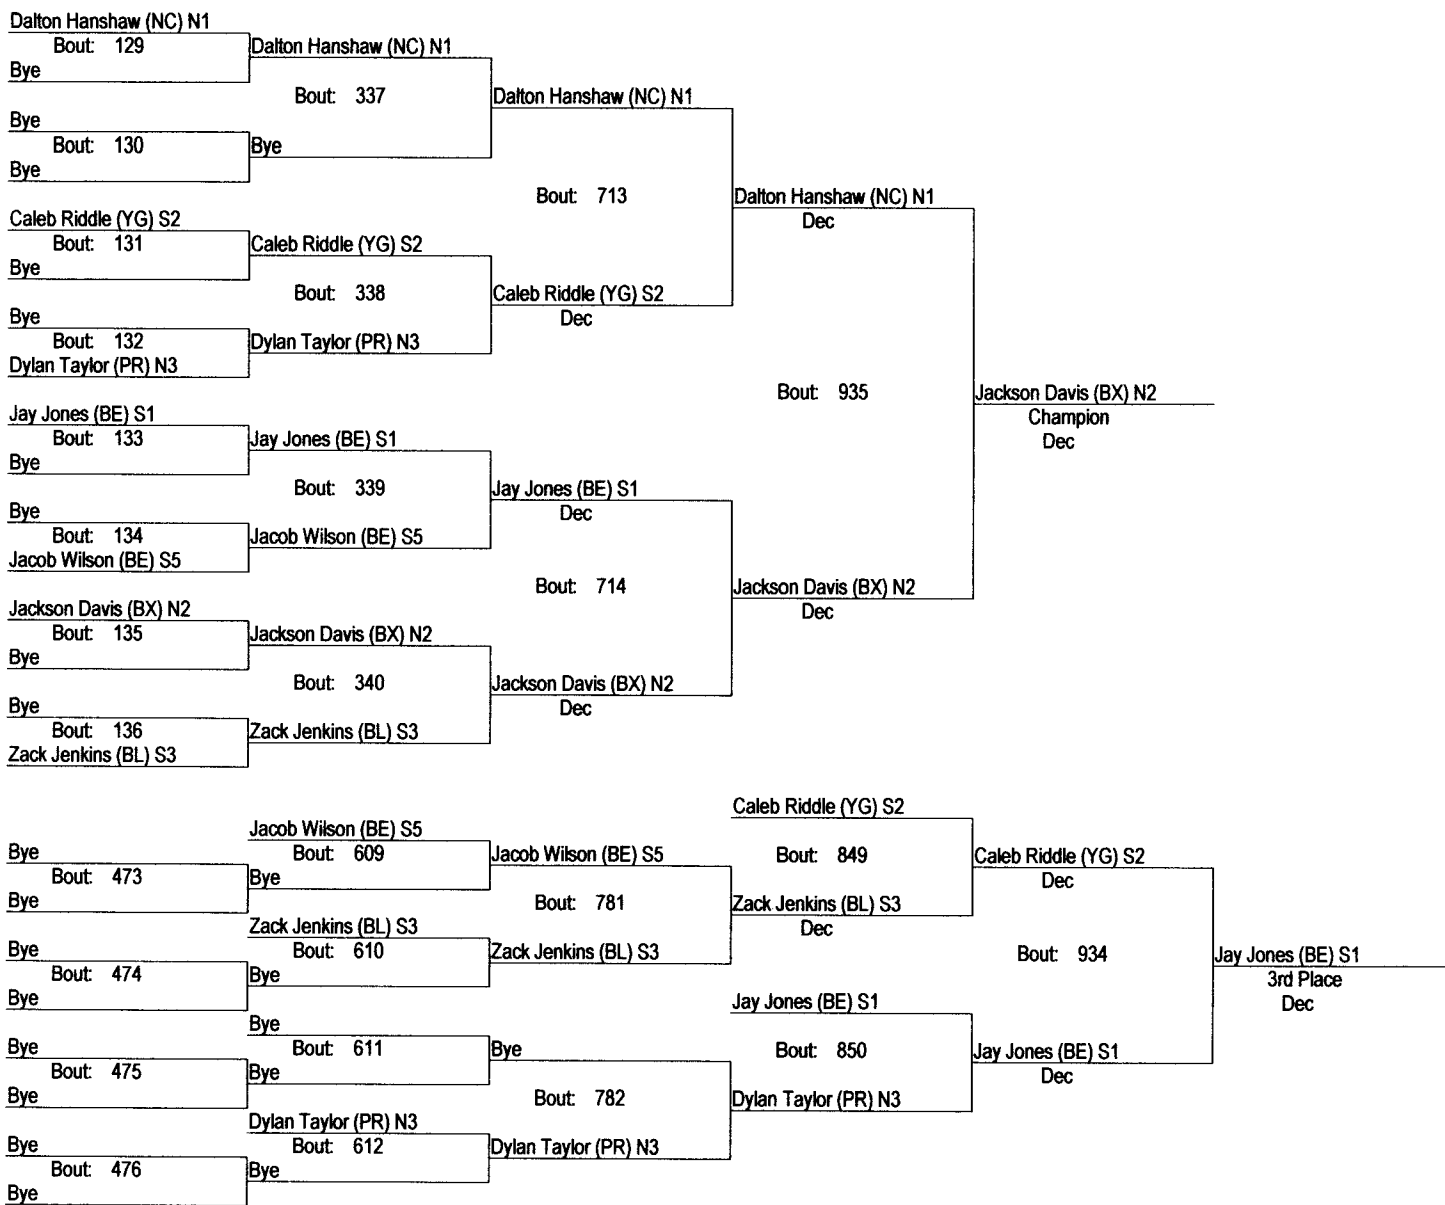 Dalton Hanshaw (NC) N1
Bout: 129
Bye
Dalton Hanshaw (NC) N1
Bout: 337
Dalton Hanshaw (NC) N1
Bye
Bout: 130
Bye
Bye
Bout: 713
Dalton Hanshaw (NC) N1
Dec
Caleb Riddle (YG) S2
Bout: 131
Bye
Caleb Riddle (YG) S2
Bout: 338
Caleb Riddle (YG) S2
Dec
Bye
Bout: 132
Dylan Taylor (PR) N3
Dylan Taylor (PR) N3
Bout: 935
Jackson Davis (BX) N2
Champion
Dec
Jay Jones (BE) S1
Bout: 133
Bye
Jay Jones (BE) S1
Bout: 339
Jay Jones (BE) S1
Dec
Bye
Bout: 134
Jacob Wilson (BE) S5
Jacob Wilson (BE) S5
Bout: 714
Jackson Davis (BX) N2
Dec
Jackson Davis (BX) N2
Bout: 135
Bye
Jackson Davis (BX) N2
Bout: 340
Jackson Davis (BX) N2
Dec
Bye
Bout: 136
Zack Jenkins (BL) S3
Zack Jenkins (BL) S3
Caleb Riddle (YG) S2
Jacob Wilson (BE) S5
Bye
Bout: 473
Bye
Bout: 609
Bye
Jacob Wilson (BE) S5
Bout: 849
Caleb Riddle (YG) S2
Dec
Bout: 781
Zack Jenkins (BL) S3
Dec
Zack Jenkins (BL) S3
Bye
Bout: 474
Bye
Bout: 610
Bye
Zack Jenkins (BL) S3
Bout: 934
Jay Jones (BE) S1
3rd Place
Dec
Jay Jones (BE) S1
Bye
Bye
Bout: 475
Bye
Bout: 611
Bye
Bye
Bout: 850
Jay Jones (BE) S1
Dec
Bout: 782
Dylan Taylor (PR) N3
Dylan Taylor (PR) N3
Bye
Bout: 476
Bye
Bout: 612
Bye
Dylan Taylor (PR) N3